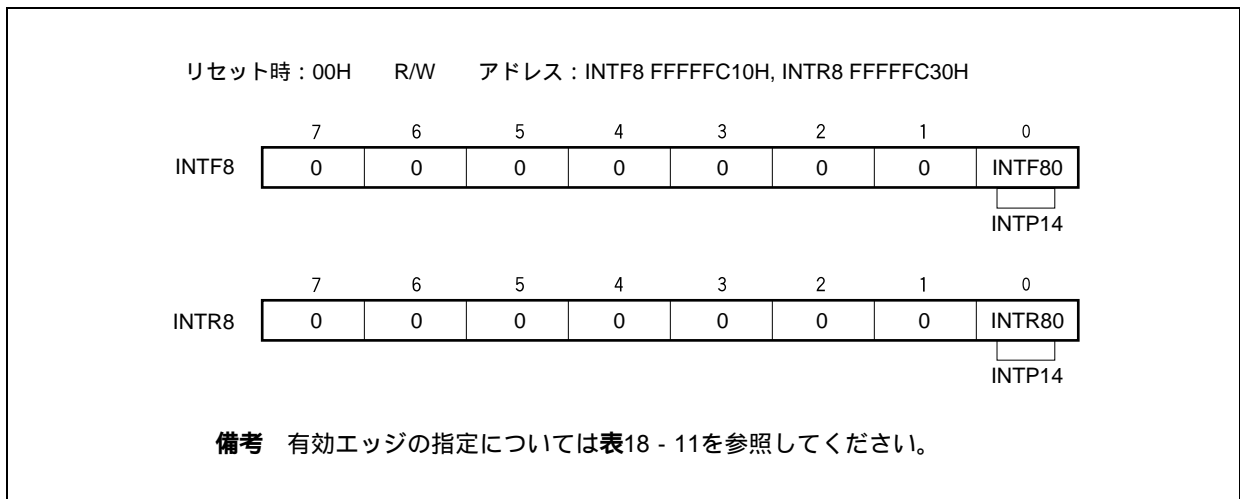 リセット時：00H　　R/W　　アドレス：INTF8 FFFFFC10H, INTR8 FFFFFC30H
7 6 5 4 3 2 1 0
INTF8 0 0 0 0 0 0 0 INTF80
INTP14
7 6 5 4 3 2 1 0
INTR8 0 0 0 0 0 0 0 INTR80
INTP14
備考　有効エッジの指定については表18 - 11を参照してください。